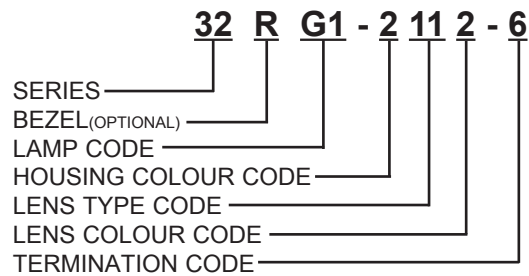 32 R G1 - 2 11 2 - 6
SERIES
BEZEL(OPTIONAL)
LAMP CODE
HOUSING COLOUR CODE
LENS TYPE CODE
LENS COLOUR CODE
TERMINATION CODE